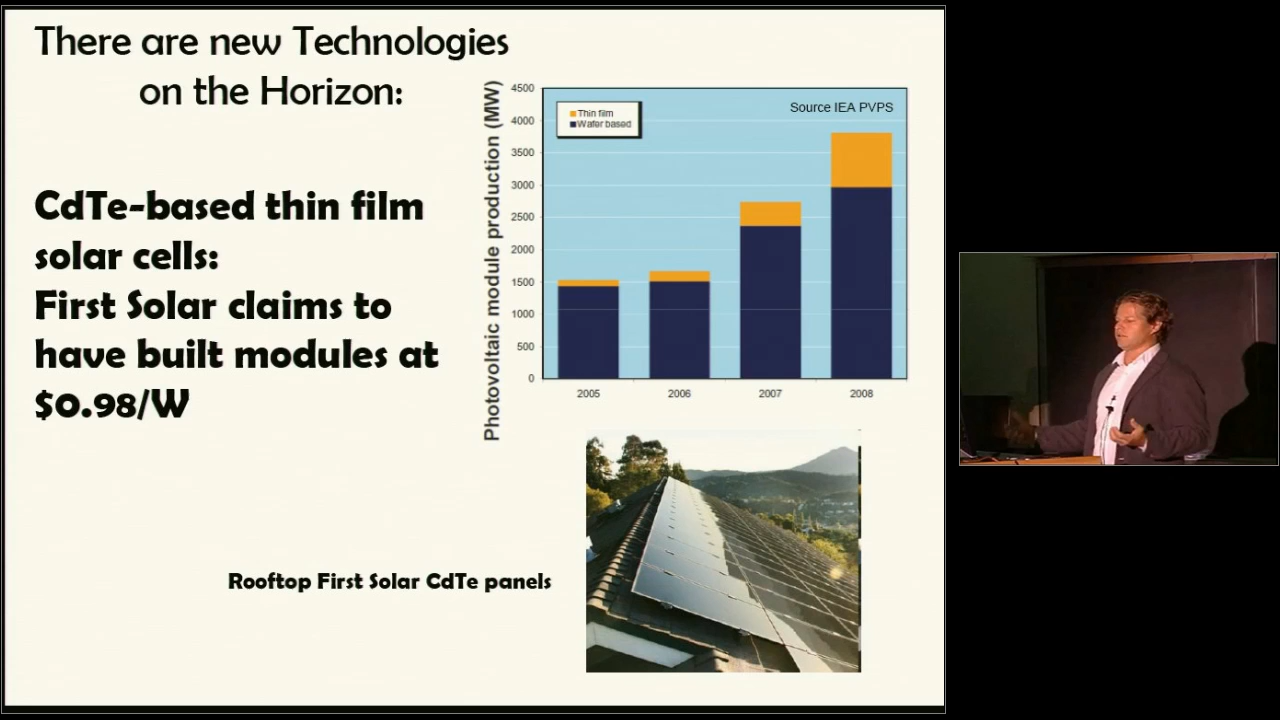 There are new Technologies
on the Horizon:
CdTe-based thin film
solar cells:
First Solar claims to
have built modules at
$0.98/W
Photovoltaic module production (MW)
4500
4000
3500
3000
2500
2000
1500
1000
500
0
Thin film
Wafer based
Source IEA PVPS
2005
2006
2007
2008
Rooftop First Solar CdTe panels